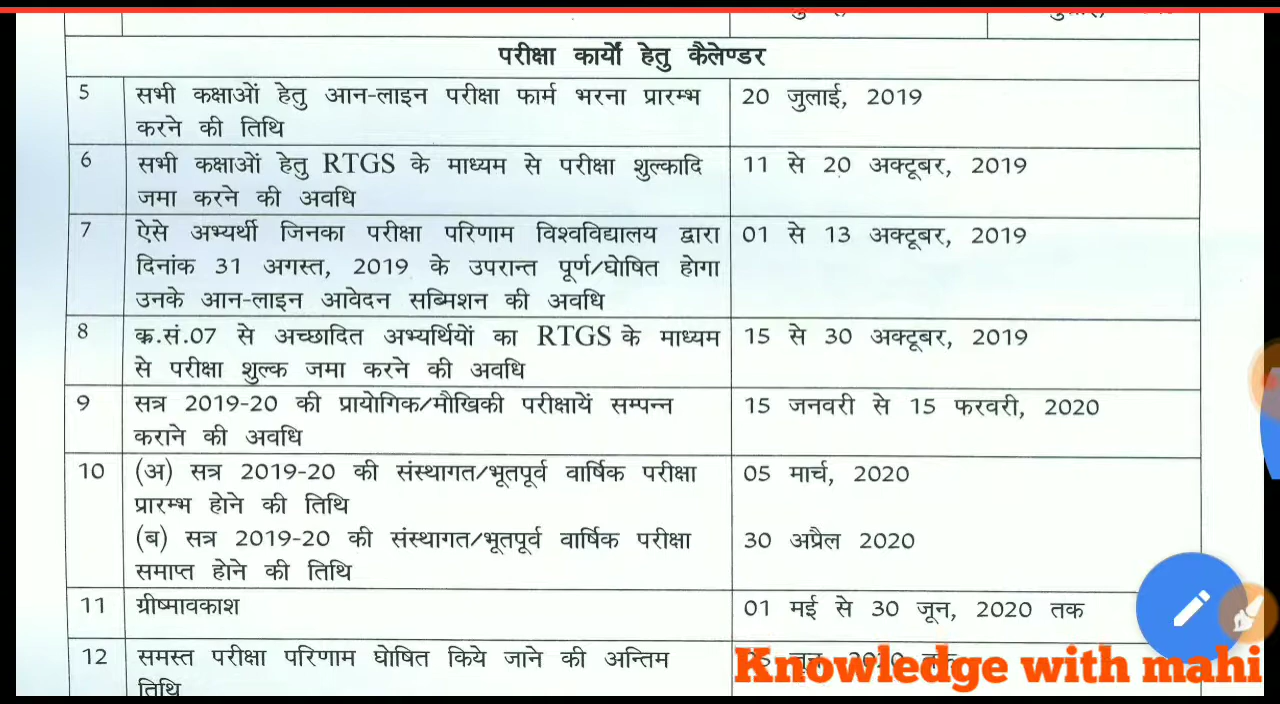 परीक्षा कार्यों हेतु कैलेण्डर
5 सभी कक्षाओं हेतु आन-लाइन परीक्षा फार्म भरना प्रारम्भ 20 जुलाई, 2019
करने की तिथि
6 सभी कक्षाओं हेतु RTGS के माध्यम से परीक्षा शुल्कादि 11 से 20 अक्टूबर, 2019
जमा करने की अवधि
7 ऐसे अभ्यर्थी जिनका परीक्षा परिणाम विश्वविद्यालय द्वारा 01 से 13 अक्टूबर, 2019
दिनांक 31 अगस्त, 2019 के उपरान्त पूर्ण/घोषित होगा
उनके आन-लाइन आवेदन सब्मिशन की अवधि
8 क्र.सं.07 से अच्छादित अभ्यर्थियों का RTGS के माध्यम 15 से 30 अक्टूबर, 2019
से परीक्षा शुल्क जमा करने की अवधि
9 सत्र 2019-20 की प्रायोगिक/मौखिकी परीक्षायें सम्पन्न 15 जनवरी से 15 फरवरी, 2020
कराने की अवधि
10 (अ) सत्र 2019-20 की संस्थागत/भूतपूर्व वार्षिक परीक्षा 05 मार्च, 2020
प्रारम्भ होने की तिथि
(ब) सत्र 2019-20 की संस्थागत/भूतपूर्व वार्षिक परीक्षा 30 अप्रैल 2020
समाप्त होने की तिथि
11 ग्रीष्मावकाश 01 मई से 30 जून, 2020 तक
12 समस्त परीक्षा परिणाम घोषित किये जाने की अन्तिम जून 2020 तक
तिथि
Knowledge with mahi